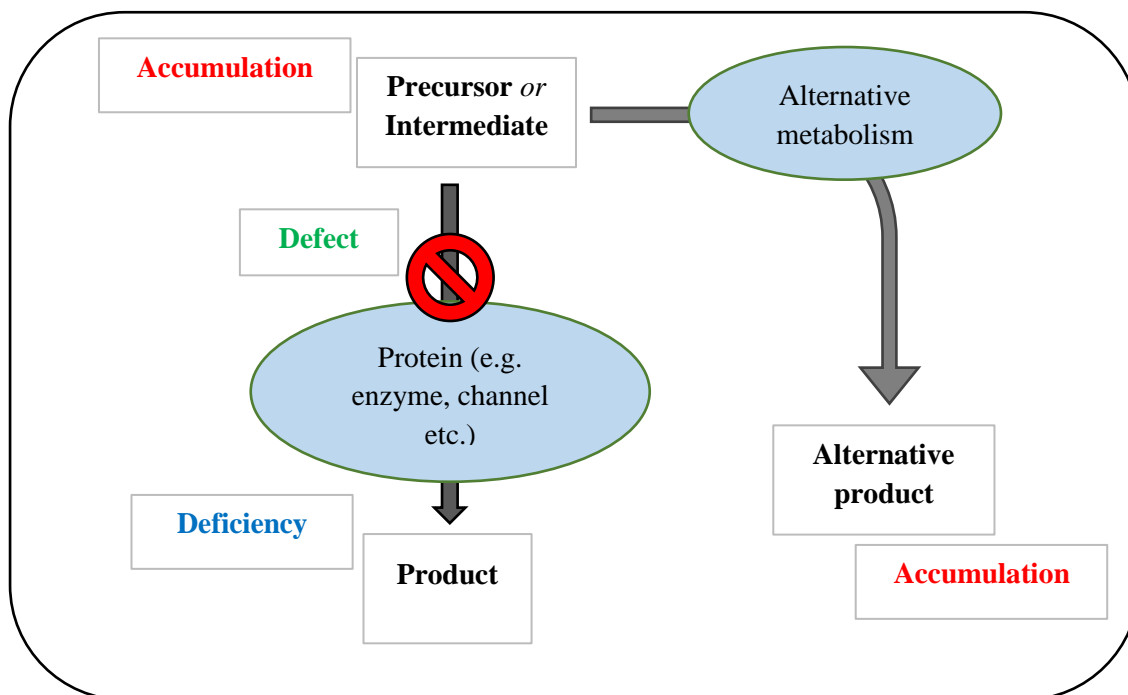 Accumulation
Precursor or
Intermediate
Alternative
metabolism
Defect
Protein (e.g.
enzyme, channel
etc.)
Alternative
product
Deficiency
Product
Accumulation